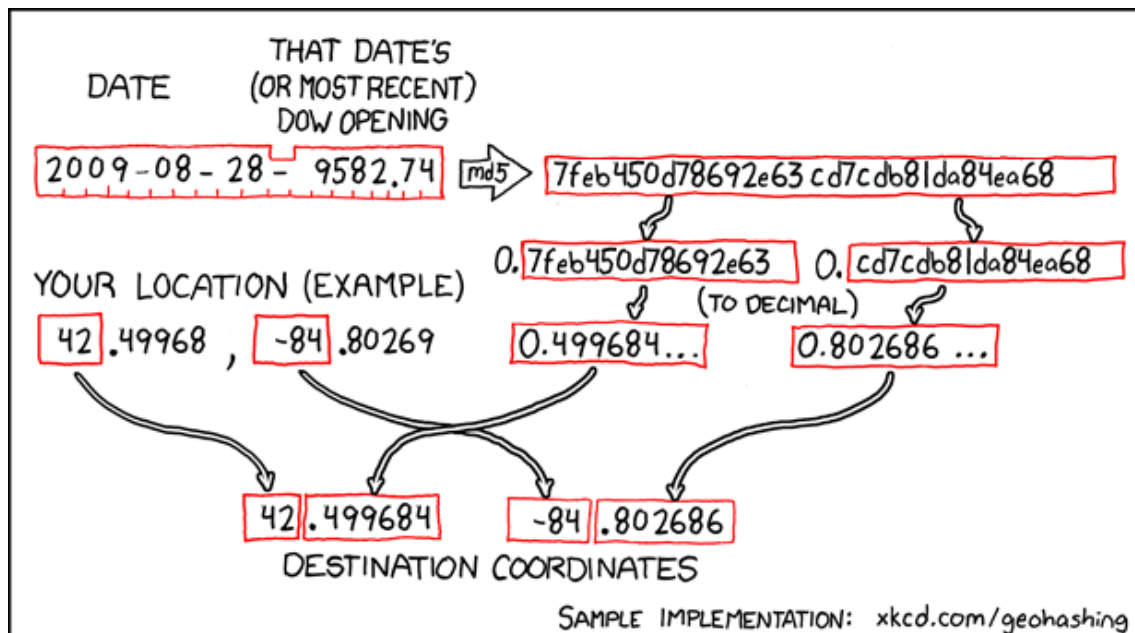 THAT DATE'S
DATE (OR MOST RECENT)
DOW OPENING
2009-08-28- 9582.74 md5 7feb450d78692e63cd7cdb81da84ea68
0.7feb450d78692e63 0.cd7cdb81da84ea68
YOUR LOCATION (EXAMPLE) (TO DECIMAL)
42.49968, -84.80269 0.499684... 0.802686...
42.499684 -84.802686
DESTINATION COORDINATES
SAMPLE IMPLEMENTATION: xkcd.com/geohashing